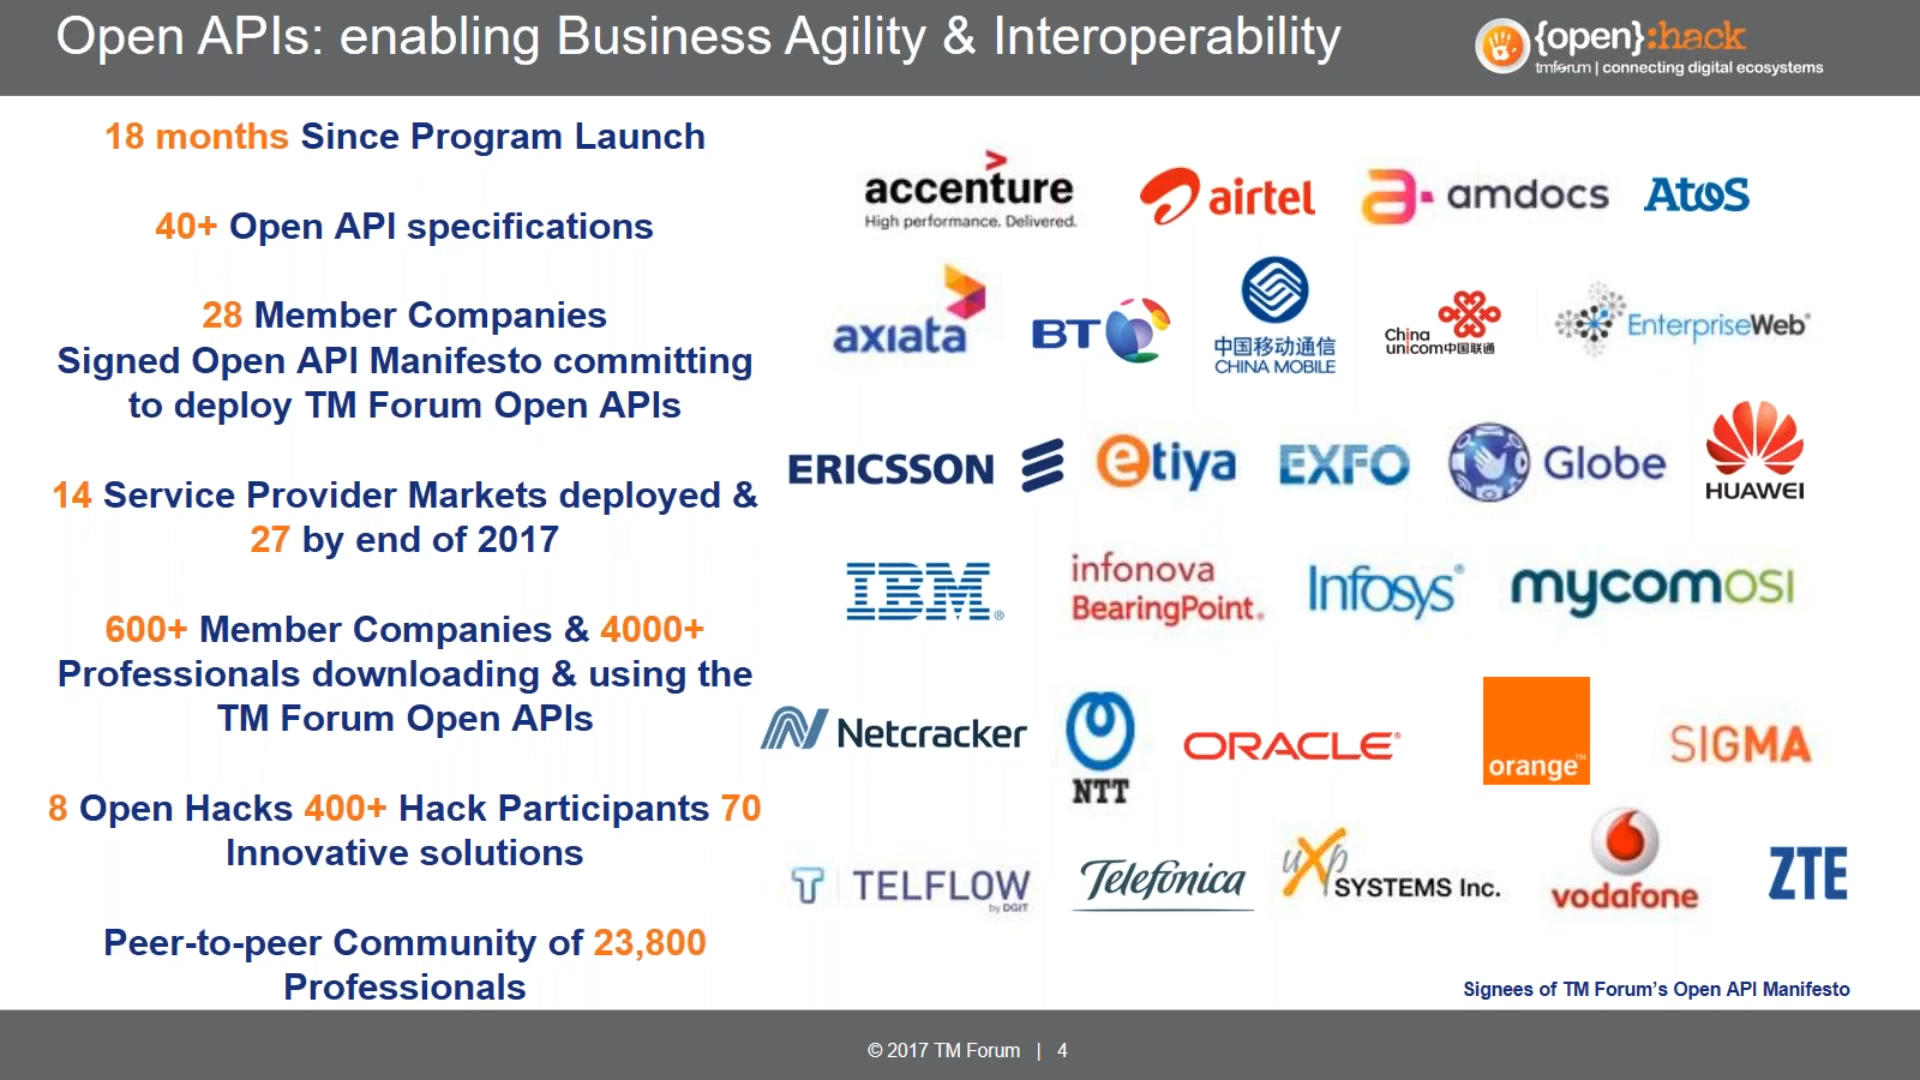 Open APIs: enabling Business Agility & Interoperability
{open}:hack
tmforum | connecting digital ecosystems
18 months Since Program Launch
40+ Open API specifications
28 Member Companies
Signed Open API Manifesto committing
to deploy TM Forum Open APIs
14 Service Provider Markets deployed &
27 by end of 2017
600+ Member Companies & 4000+
Professionals downloading & using the
TM Forum Open APIs
8 Open Hacks 400+ Hack Participants 70
Innovative solutions
Peer-to-peer Community of 23,800
Professionals
accenture
High performance. Delivered.
airtel
amdocs
Atos
axiata
BT
中国移动通信
CHINA MOBILE
China
unicom中国联通
EnterpriseWeb®
ERICSSON
etiya
EXFO
Globe
HUAWEI
IBM®
infonova
BearingPoint®
Infosys®
mycomOSI
Netcracker
NTT
ORACLE®
orange™
SIGMA
T TELFLOW
by DGIT
Telefónica
uXp
SYSTEMS Inc.
vodafone
ZTE
Signees of TM Forum's Open API Manifesto
© 2017 TM Forum | 4